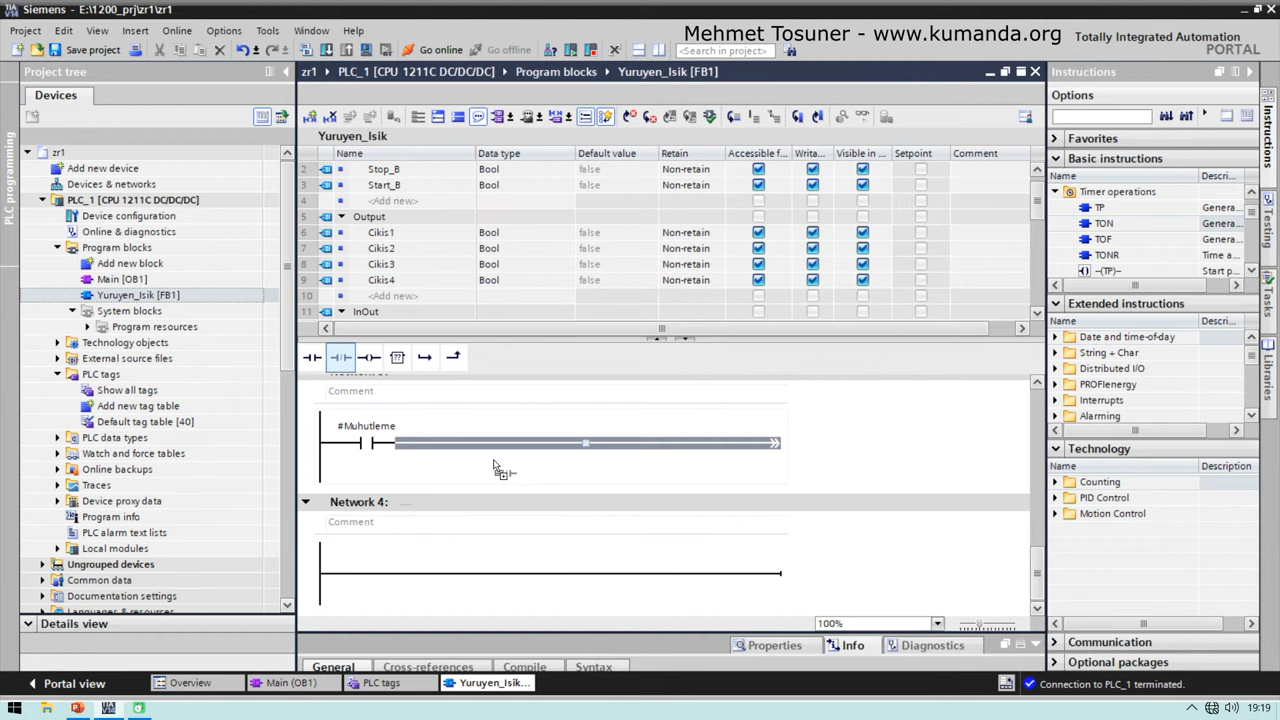 Siemens - E:\1200_prj\zr1\zr1
Project Edit View Insert Online Options Tools Window Help
Mehmet Tosuner - www.kumanda.org
Totally Integrated Automation
PORTAL
Save project
Go online
Go offline
<Search in project>
Project tree
zr1 PLC_1 [CPU 1211C DC/DC/DC] Program blocks Yuruyen_Isik [FB1]
Instructions
Devices
Options
PLC programming
Yuruyen_Isik
Name Data type Default value Retain Accessible f... Writa... Visible in ... Setpoint Comment
2 Stop_B Bool false Non-retain
3 Start_B Bool false Non-retain
4 <Add new>
5 Output
6 Cikis1 Bool false Non-retain
7 Cikis2 Bool false Non-retain
8 Cikis3 Bool false Non-retain
9 Cikis4 Bool false Non-retain
10 <Add new>
11 InOut
zr1
Add new device
Devices & networks
PLC_1 [CPU 1211C DC/DC/DC]
Device configuration
Online & diagnostics
Program blocks
Add new block
Main [OB1]
Yuruyen_Isik [FB1]
System blocks
Program resources
Technology objects
External source files
PLC tags
Show all tags
Add new tag table
Default tag table [40]
PLC data types
Watch and force tables
Online backups
Traces
Device proxy data
Program info
PLC alarm text lists
Local modules
Ungrouped devices
Common data
Documentation settings
Languages & resources
Details view
Comment
#Muhutleme
Network 4:
Comment
100%
Properties Info Diagnostics
General Cross-references Compile Syntax
Favorites
Basic instructions
Name Descri...
Timer operations
TP Genera...
TON Genera...
TOF Genera...
TONR Time a...
-(TP)- Start p...
Extended instructions
Name Descri...
Date and time-of-day
String + Char
Distributed I/O
PROFIenergy
Interrupts
Alarming
Technology
Name Descri...
Counting
PID Control
Motion Control
Communication
Optional packages
Instructions
Testing
Tasks
Libraries
Portal view
Overview
Main (OB1)
PLC tags
Yuruyen_Isik...
Connection to PLC_1 terminated.
19:19